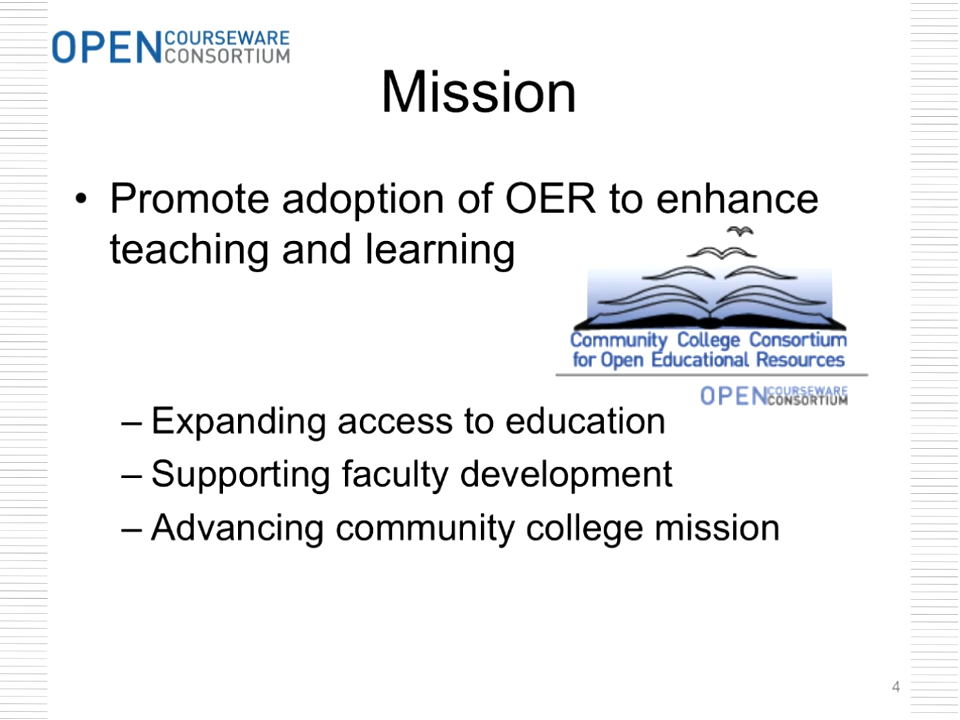 OPEN COURSEWARE
CONSORTIUM
Mission
• Promote adoption of OER to enhance
teaching and learning
Community College Consortium
for Open Educational Resources
OPEN COURSEWARE
CONSORTIUM
– Expanding access to education
– Supporting faculty development
– Advancing community college mission
4